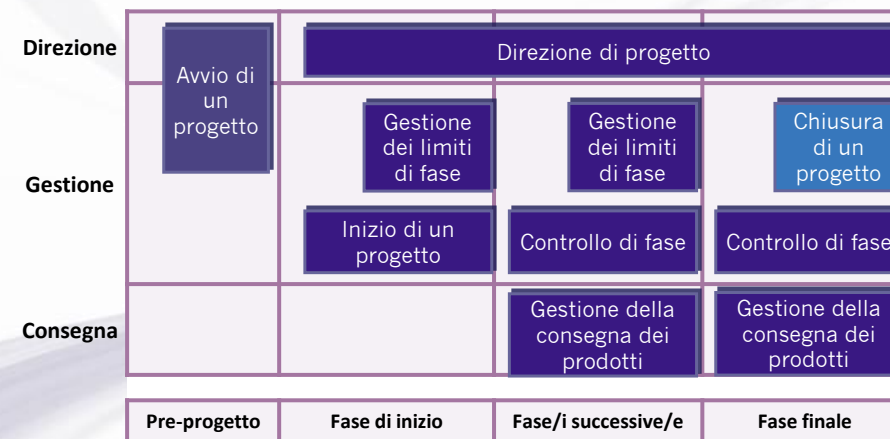 Direzione
Avvio di
un
progetto
Direzione di progetto
Gestione
Gestione
dei limiti
di fase
Gestione
dei limiti
di fase
Chiusura
di un
progetto
Inizio di un
progetto
Controllo di fase
Controllo di fase
Consegna
Gestione della
consegna dei
prodotti
Gestione della
consegna dei
prodotti
Pre-progetto
Fase di inizio
Fase/i successive/e
Fase finale